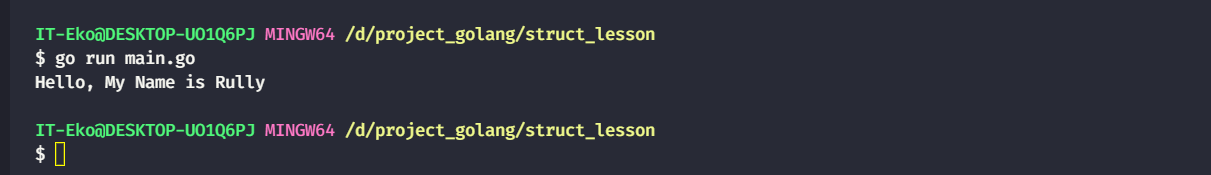 IT-Eko@DESKTOP-UO1Q6PJ MINGW64 /d/project_golang/struct_lesson
$ go run main.go
Hello, My Name is Rully
IT-Eko@DESKTOP-UO1Q6PJ MINGW64 /d/project_golang/struct_lesson
$